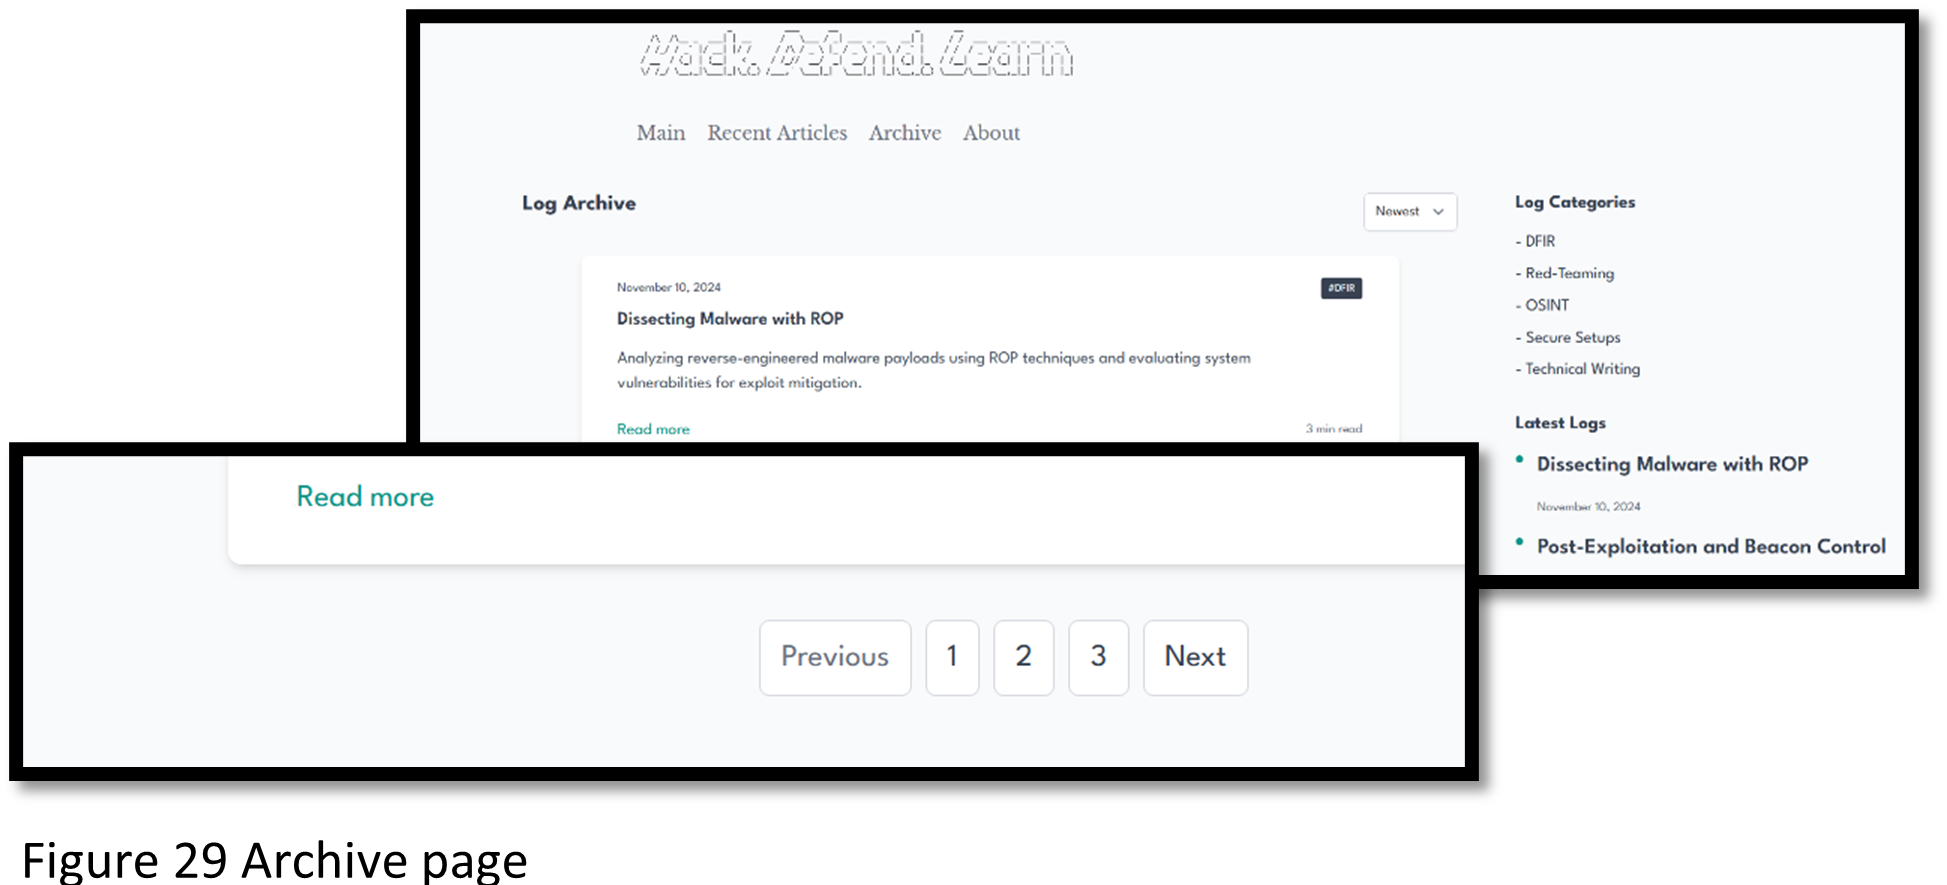 Hack. Defend. Learn
Main Recent Articles Archive About
Log Archive
Newest
November 10, 2024
#DFIR
Dissecting Malware with ROP
Analyzing reverse-engineered malware payloads using ROP techniques and evaluating system
vulnerabilities for exploit mitigation.
Read more
3 min read
Log Categories
- DFIR
- Red-Teaming
- OSINT
- Secure Setups
- Technical Writing
Latest Logs
• Dissecting Malware with ROP
November 10, 2024
• Post-Exploitation and Beacon Control
Read more
Previous 1 2 3 Next
Figure 29 Archive page